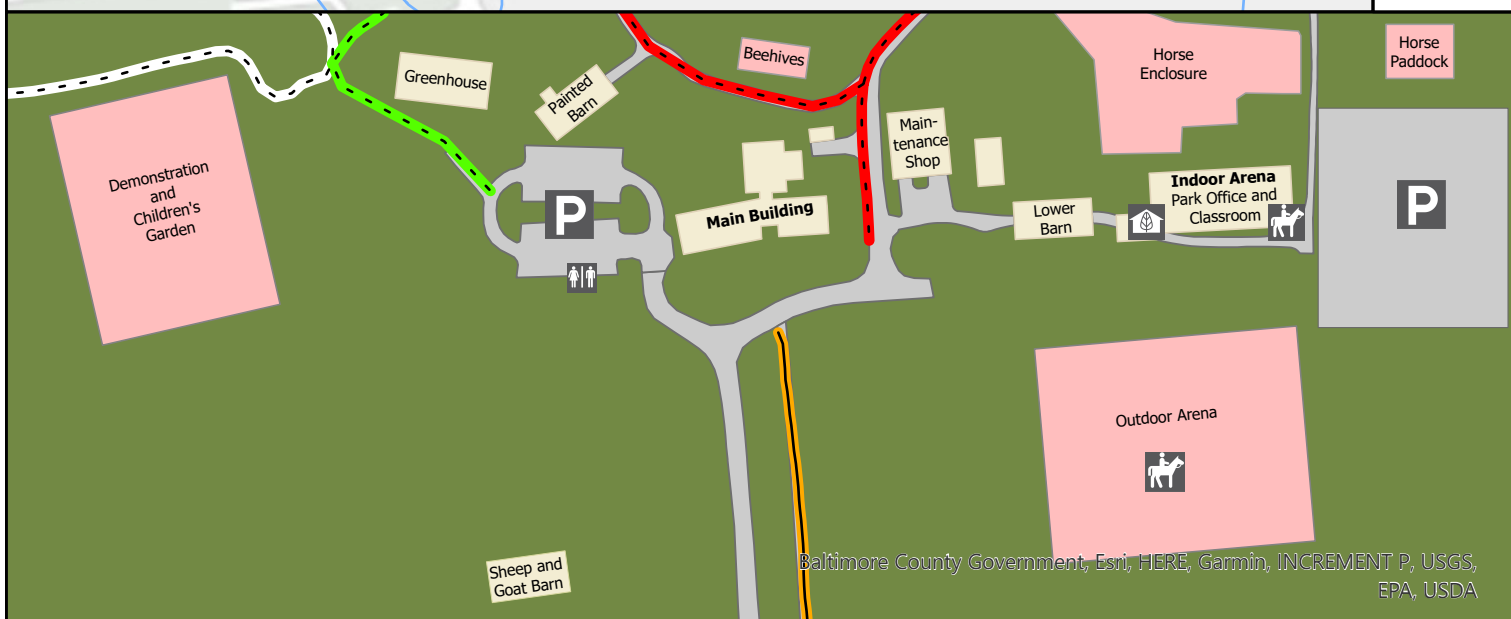 Greenhouse
Painted
Barn
Beehives
Horse
Enclosure
Horse
Paddock
Main-
tenance
Shop
Demonstration
and
Children's
Garden
P
Main Building
Lower
Barn
Indoor Arena
Park Office and
Classroom
P
Outdoor Arena
Sheep and
Goat Barn
Baltimore County Government, Esri, HERE, Garmin, INCREMENT P, USGS,
EPA, USDA